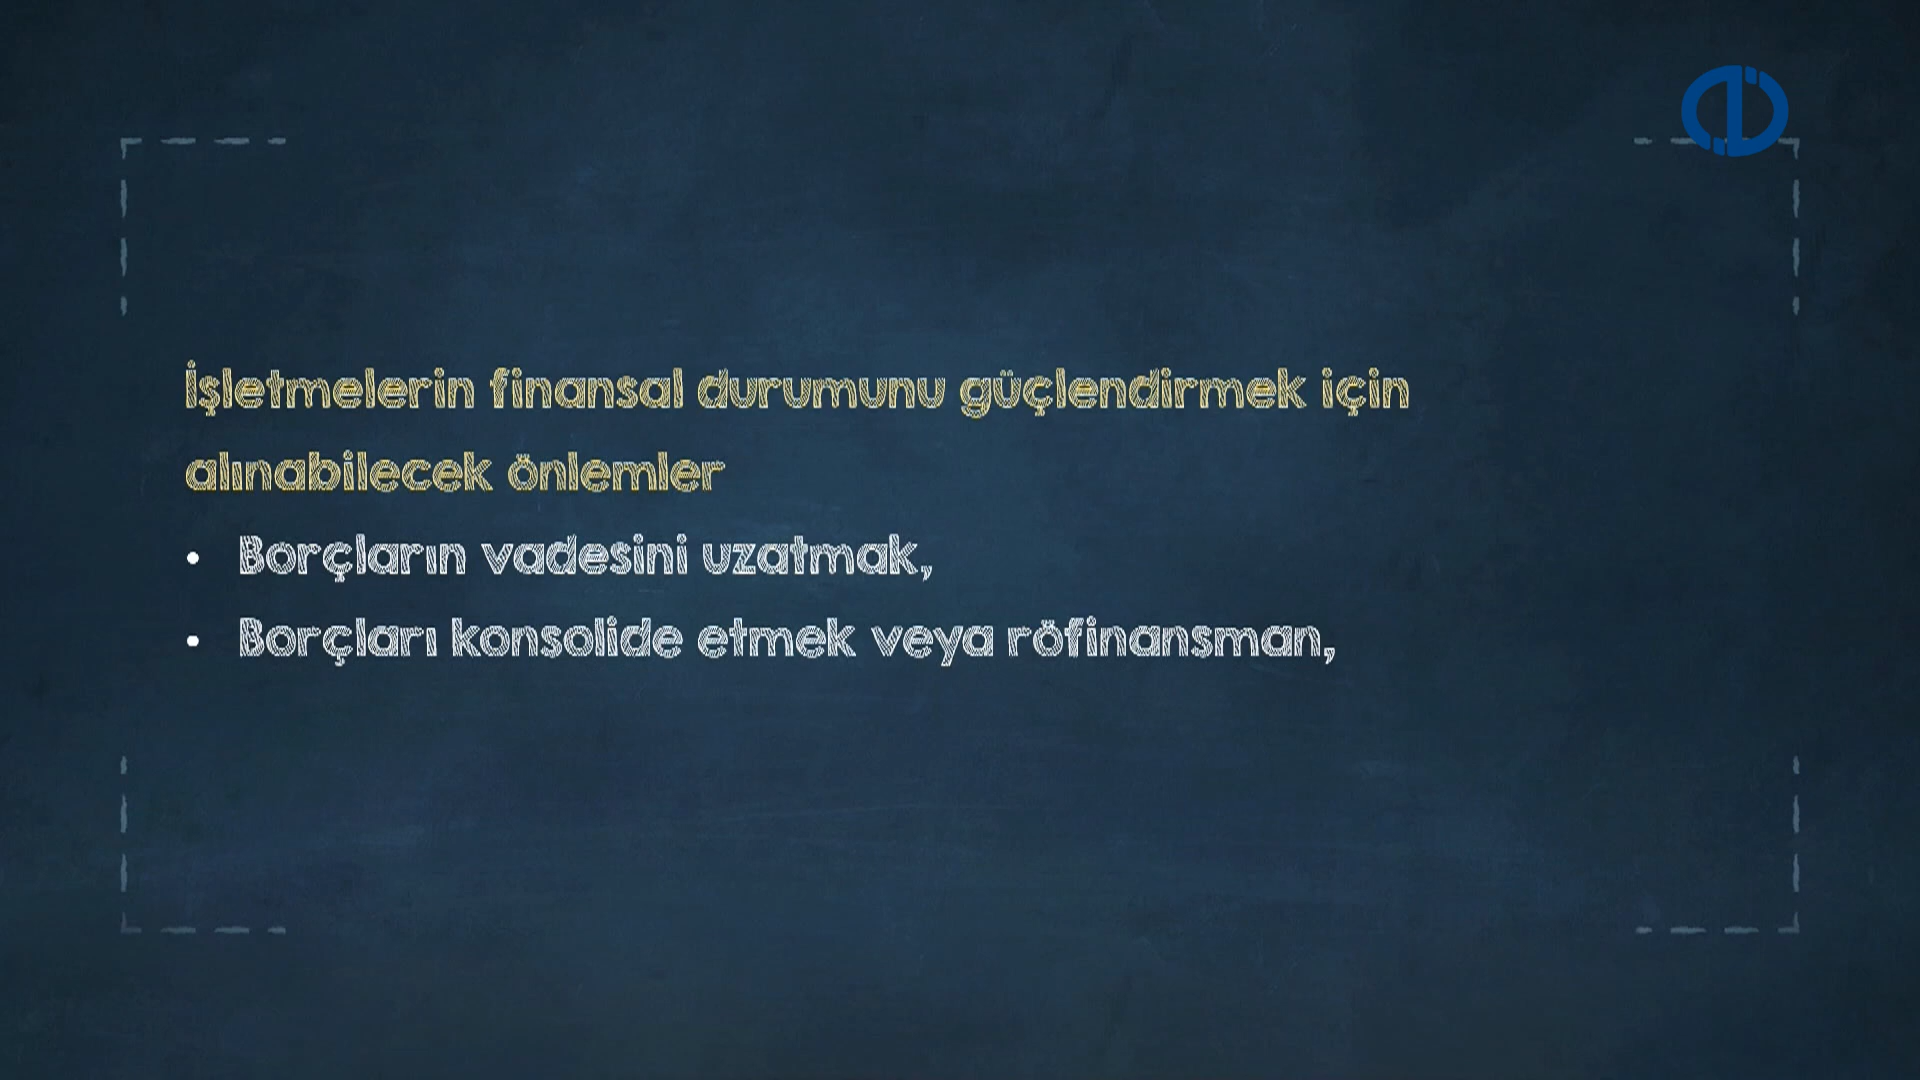 İşletmelerin finansal durumunu güçlendirmek için
alınabilecek önlemler
• Borçların vadesini uzatmak,
• Borçları konsolide etmek veya röfinansman,